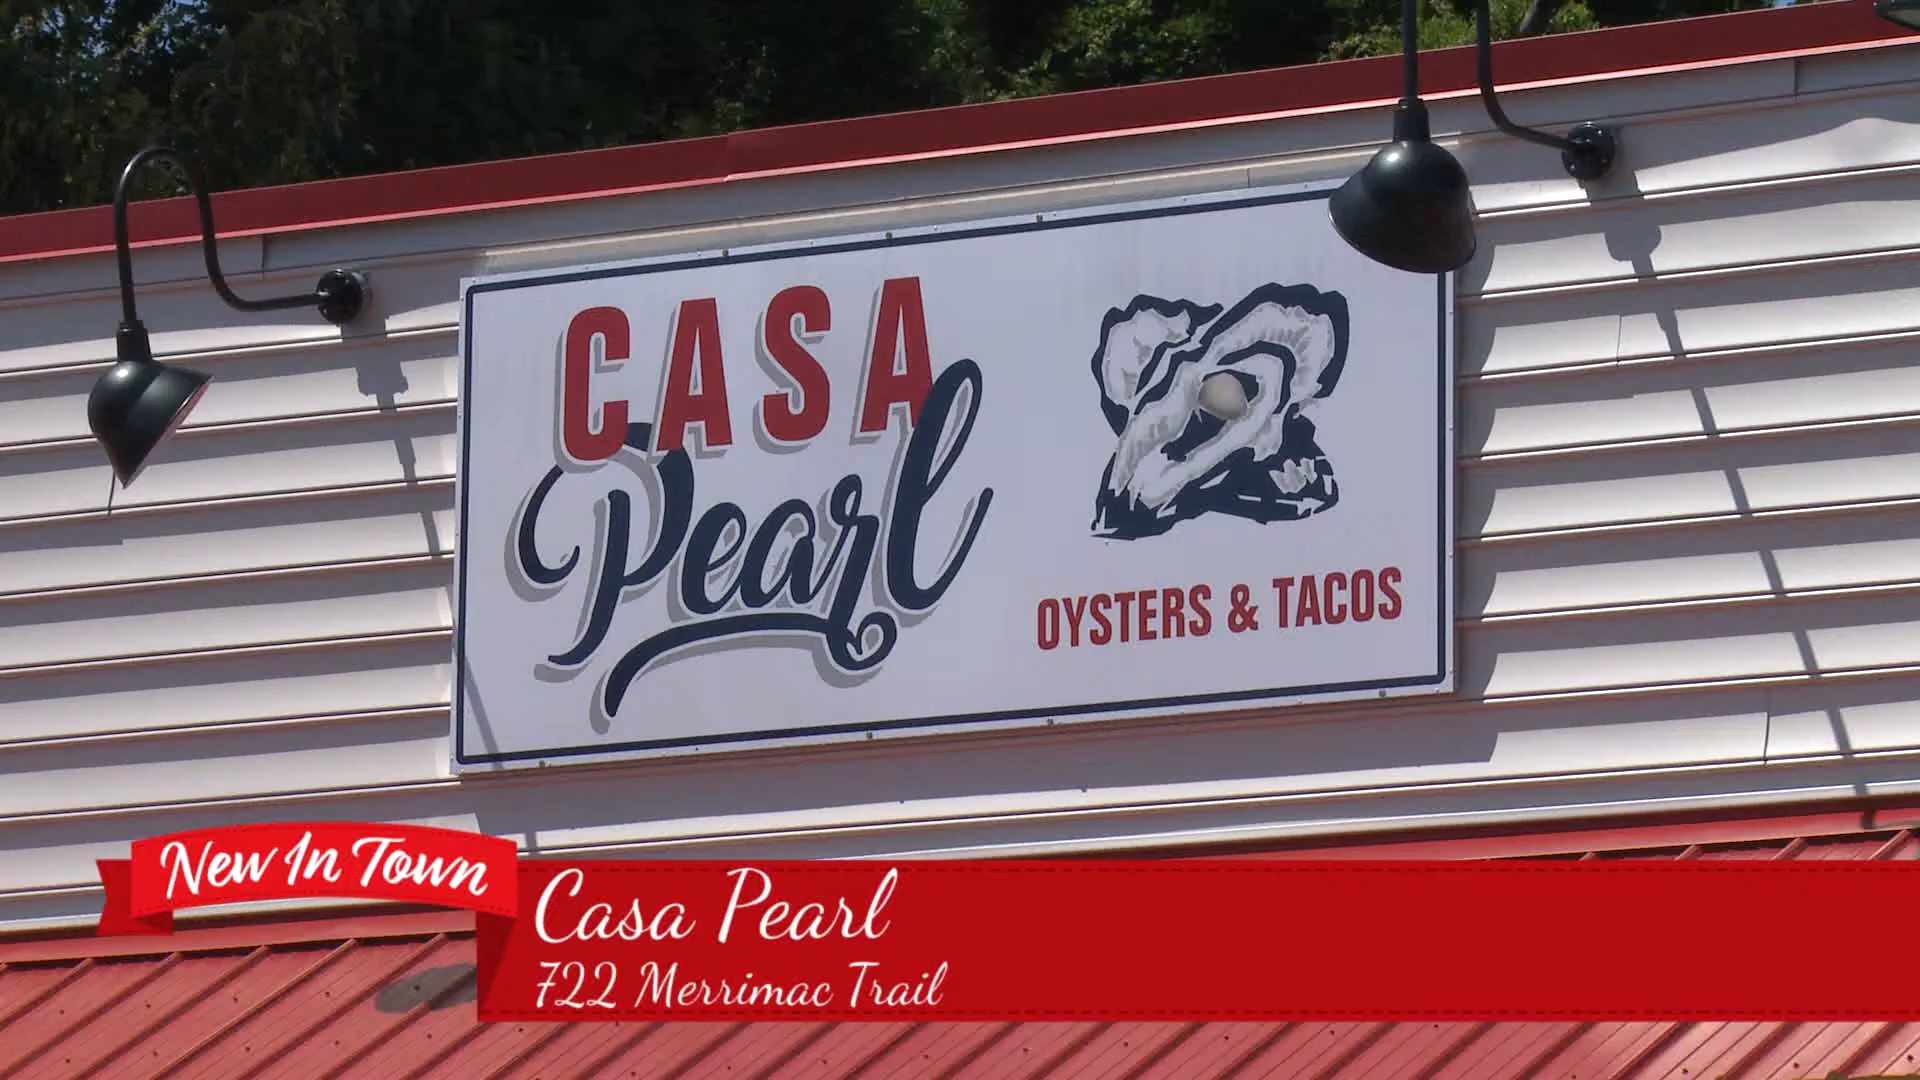 CASA
Pearl
OYSTERS & TACOS
New In Town
Casa Pearl
722 Merrimac Trail